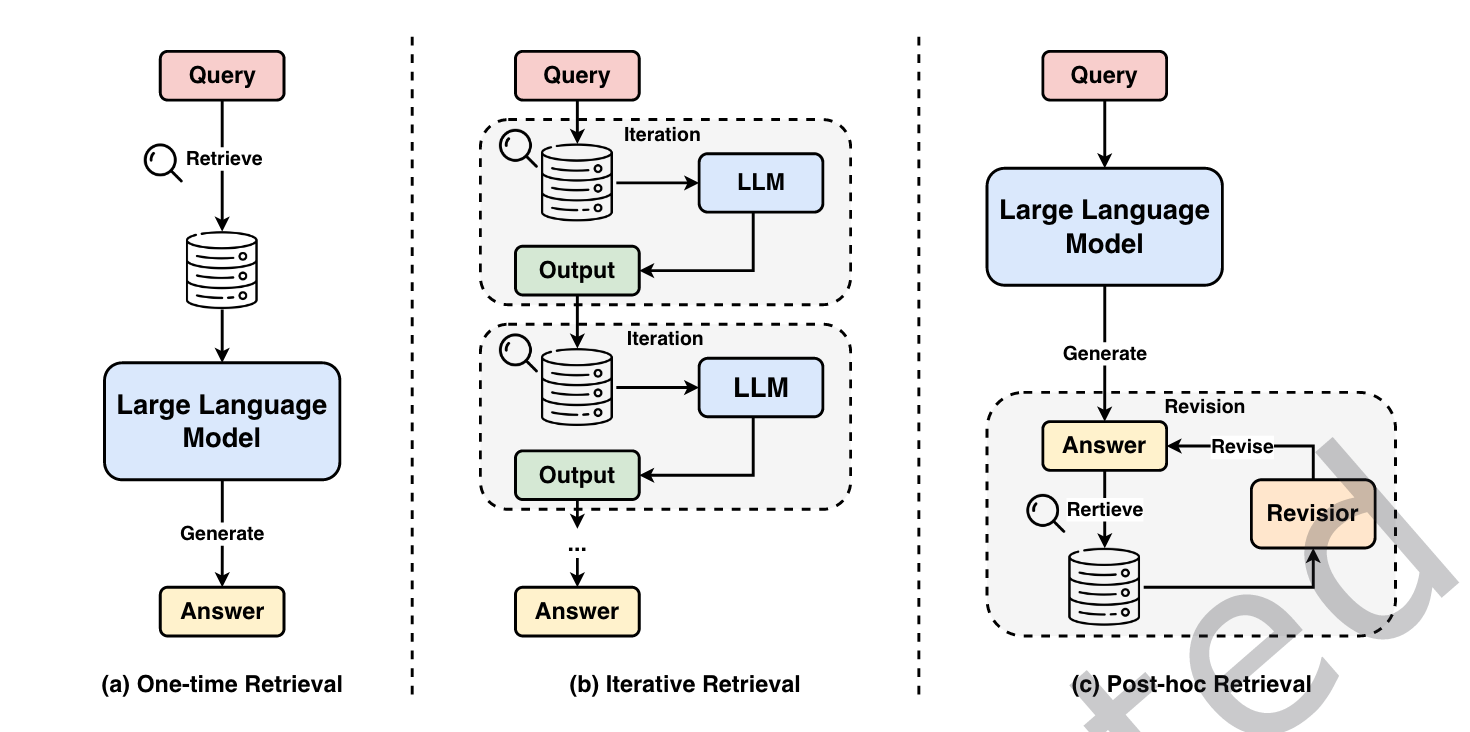 Query
Retrieve
Large Language
Model
Generate
Answer
(a) One-time Retrieval
Query
Iteration
LLM
Output
Iteration
LLM
Output
...
Answer
(b) Iterative Retrieval
Query
Large Language
Model
Generate
Revision
Answer
Revise
Rertieve
Revisior
(c) Post-hoc Retrieval
ted